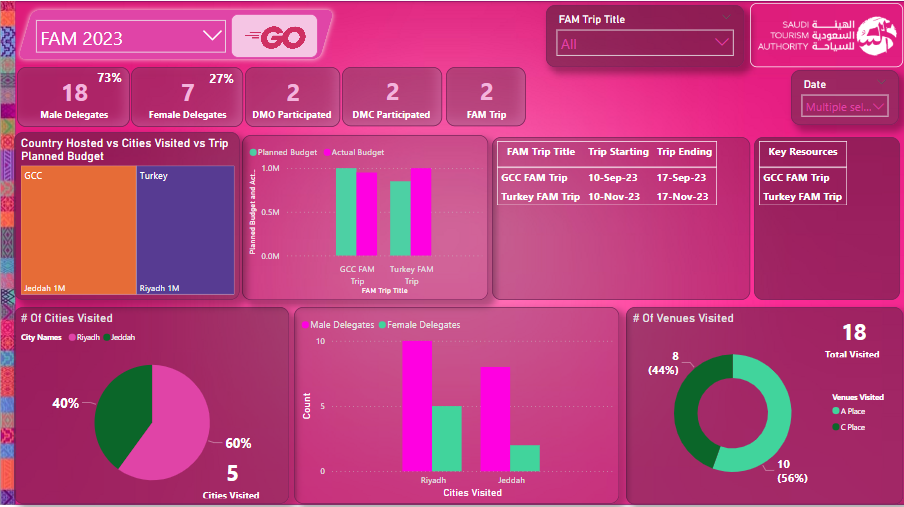 FAM 2023
GO
FAM Trip Title
All
SAUDI
TOURISM
AUTHORITY
الهيئة
السعودية
للسياحة
73%
18
Male Delegates
27%
7
Female Delegates
2
DMO Participated
2
DMC Participated
2
FAM Trip
Date
Multiple sel...
Country Hosted vs Cities Visited vs Trip
Planned Budget
GCC
Jeddah 1M
Turkey
Riyadh 1M
Planned Budget Actual Budget
Planned Budget and Act...
1.0M
0.5M
0.0M
GCC FAM
Trip
Turkey FAM
Trip
FAM Trip Title
FAM Trip Title Trip Starting Trip Ending
GCC FAM Trip 10-Sep-23 17-Sep-23
Turkey FAM Trip 10-Nov-23 17-Nov-23
Key Resources
GCC FAM Trip
Turkey FAM Trip
# Of Cities Visited
City Names Riyadh Jeddah
40%
60%
5
Cities Visited
Male Delegates Female Delegates
Count
10
5
0
Riyadh Jeddah
Cities Visited
# Of Venues Visited
18
Total Visited
8
(44%)
10
(56%)
Venues Visited
A Place
C Place